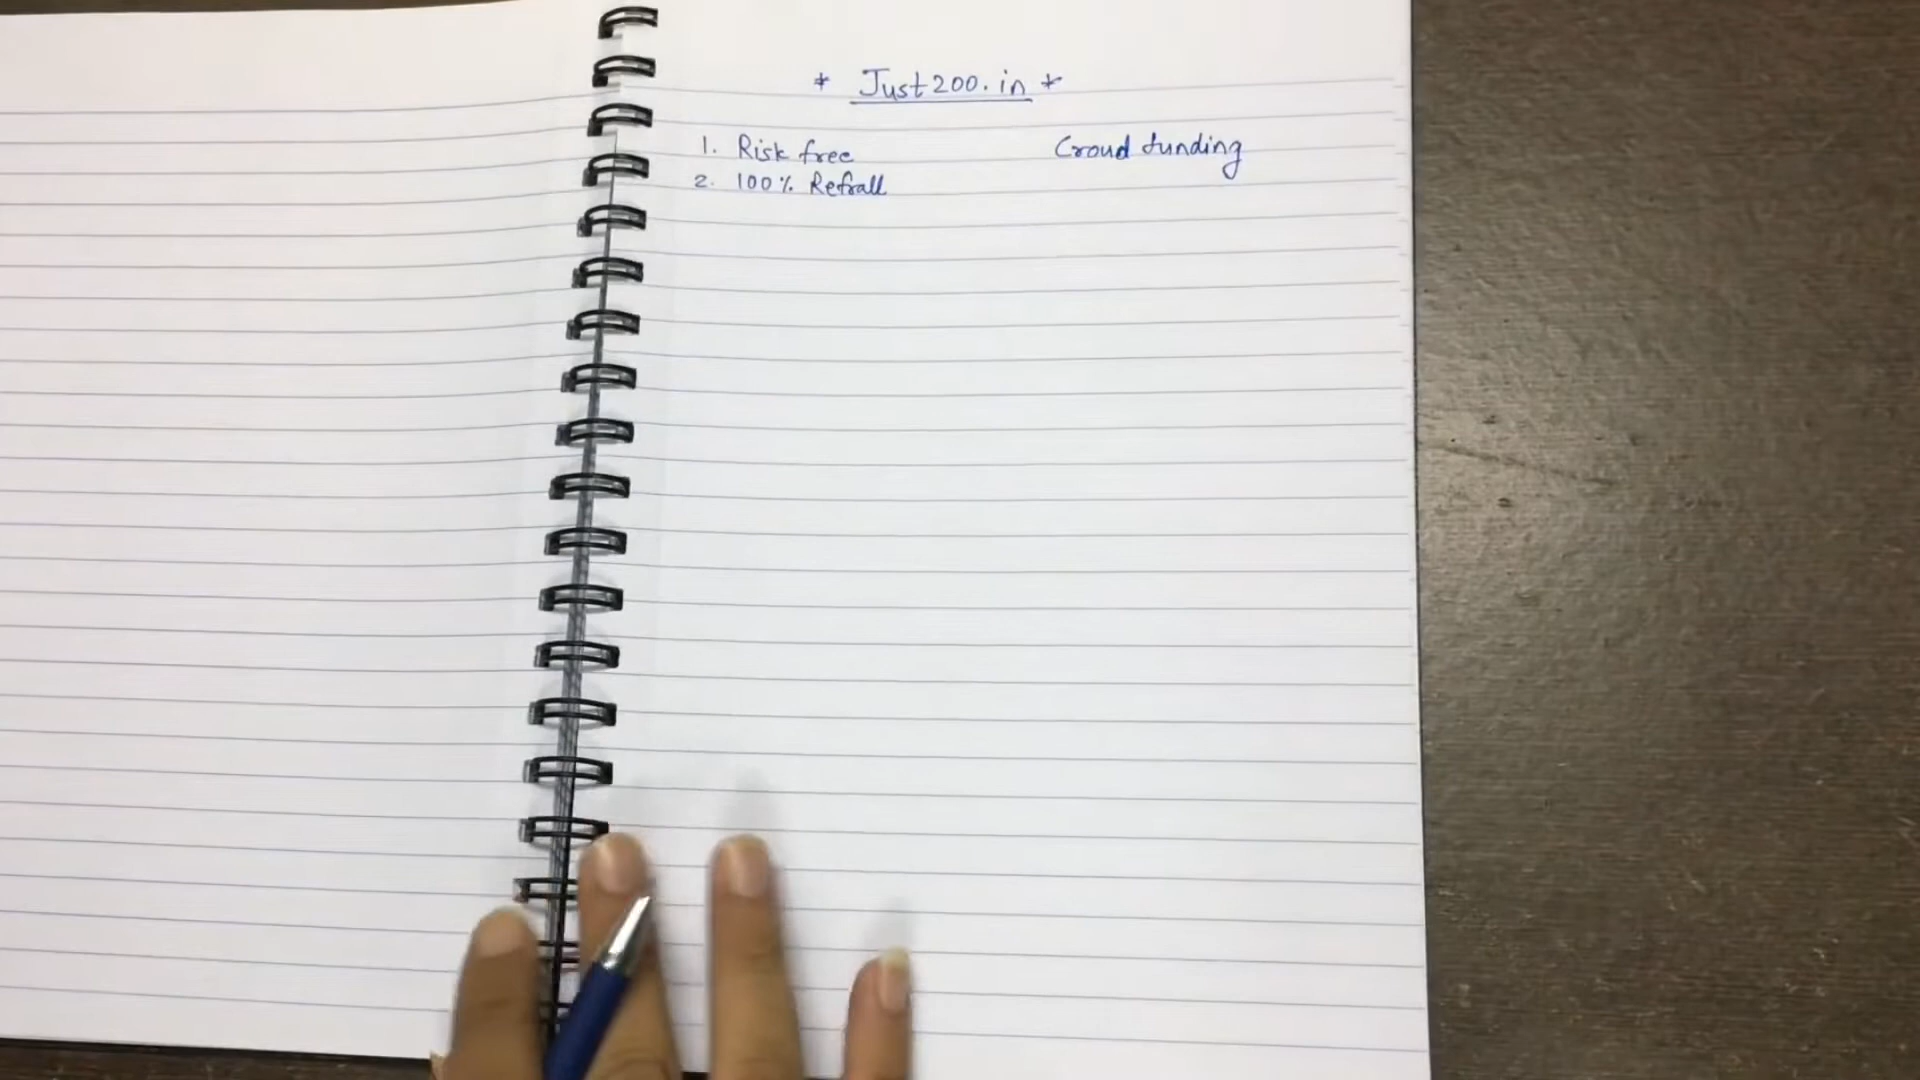 * Just200.in *
1. Risk free Croud funding
2. 100% Refrall